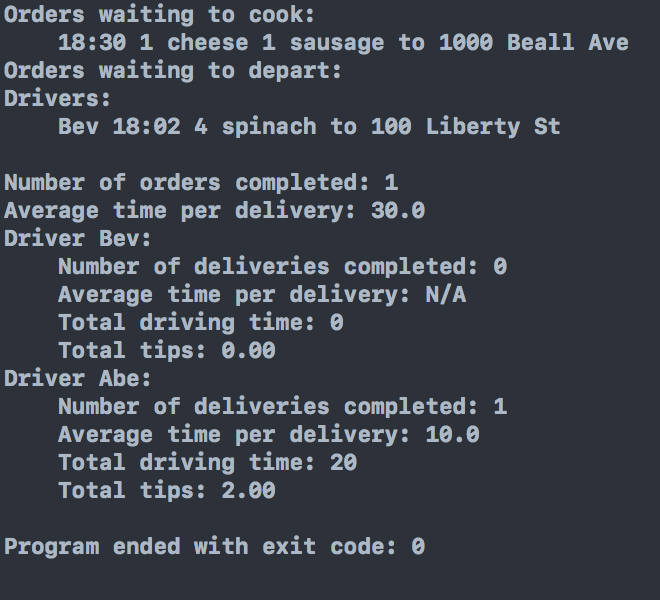 Orders waiting to cook:
18:30 1 cheese 1 sausage to 1000 Beall Ave
Orders waiting to depart:
Drivers:
Bev 18:02 4 spinach to 100 Liberty St
Number of orders completed: 1
Average time per delivery: 30.0
Driver Bev:
Number of deliveries completed: 0
Average time per delivery: N/A
Total driving time: 0
Total tips: 0.00
Driver Abe:
Number of deliveries completed: 1
Average time per delivery: 10.0
Total driving time: 20
Total tips: 2.00
Program ended with exit code: 0